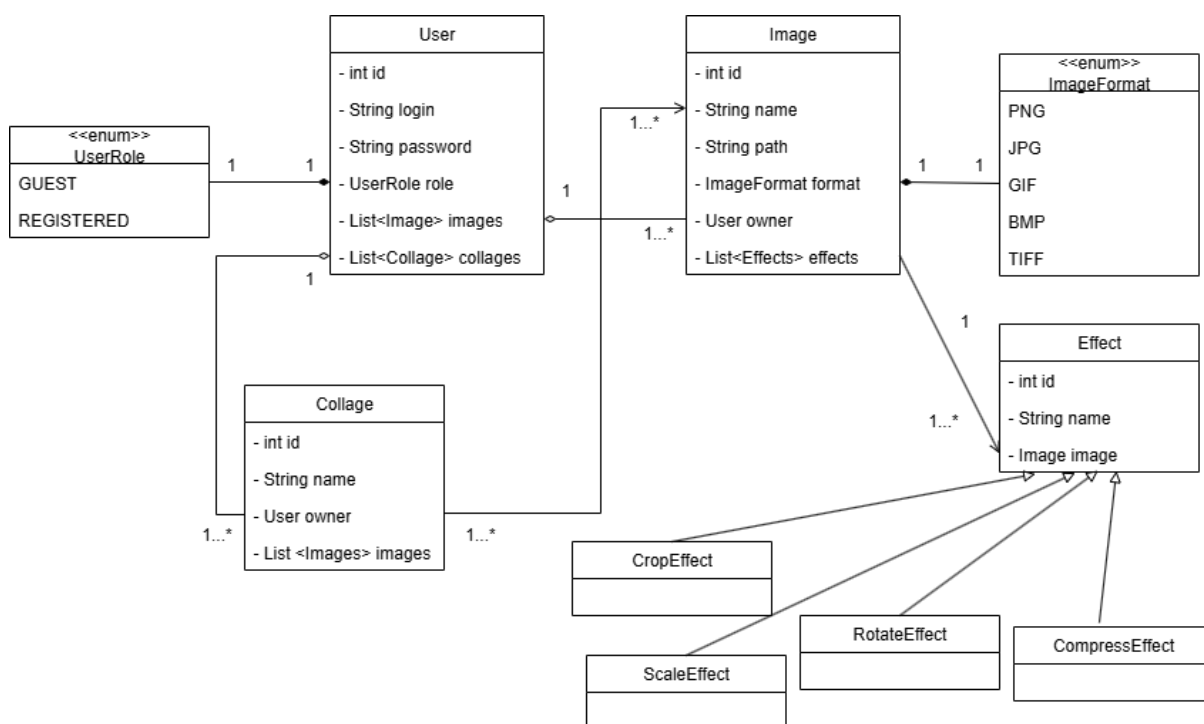 User
- int id
- String login
- String password
- UserRole role
- List<Image> images
- List<Collage> collages
Image
- int id
- String name
- String path
- ImageFormat format
- User owner
- List<Effects> effects
<<enum>>
ImageFormat
PNG
JPG
GIF
BMP
TIFF
<<enum>>
UserRole
GUEST
REGISTERED
1
1
1
1...*
1...*
1
1
1
1
1...*
Effect
- int id
- String name
- Image image
Collage
- int id
- String name
- User owner
- List <Images> images
1...*
1...*
CropEffect
RotateEffect
CompressEffect
ScaleEffect